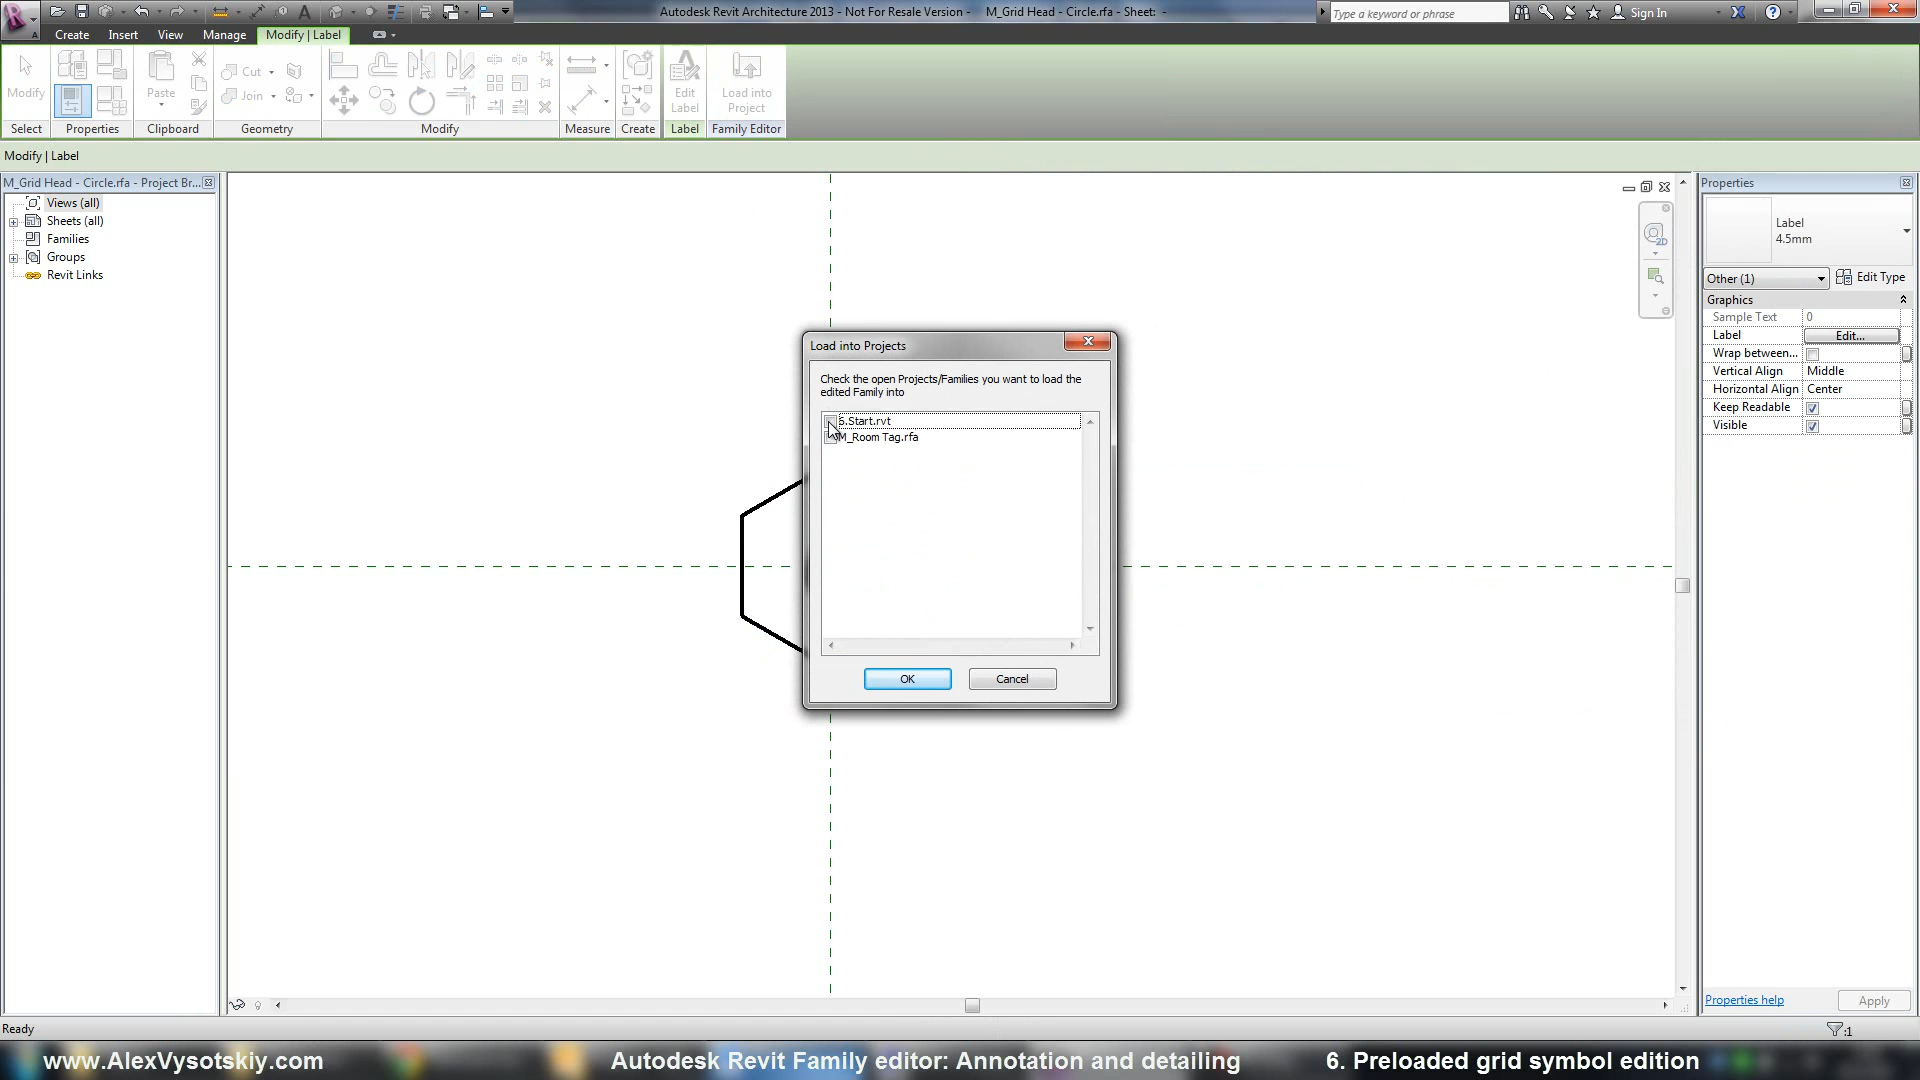 Autodesk Revit Architecture 2013 - Not For Resale Version - M_Grid Head - Circle.rfa - Sheet: -
Type a keyword or phrase
Sign In
Create Insert View Manage Modify | Label
Modify
Cut
Join
Paste
Edit Label
Load into Project
Select Properties Clipboard Geometry Modify Measure Create Label Family Editor
Modify | Label
M_Grid Head - Circle.rfa - Project Br...
Views (all)
Sheets (all)
Families
Groups
Revit Links
2D
Load into Projects
Check the open Projects/Families you want to load the
edited Family into
6.Start.rvt
M_Room Tag.rfa
OK Cancel
Properties
Label
4.5mm
Other (1) Edit Type
Graphics
Sample Text 0
Label Edit...
Wrap between...
Vertical Align Middle
Horizontal Align Center
Keep Readable
Visible
Properties help Apply
Ready
:1
www.AlexVysotskiy.com Autodesk Revit Family editor: Annotation and detailing 6. Preloaded grid symbol edition